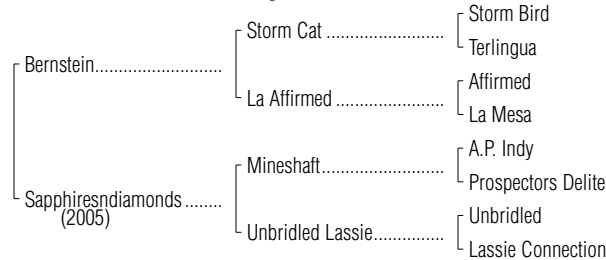 Storm Bird
Storm Cat ......................
Terlingua
Bernstein........................
Affirmed
La Affirmed ....................
La Mesa
A.P. Indy
Mineshaft.......................
Prospectors Delite
Sapphiresndiamonds ........
(2005)
Unbridled
Unbridled Lassie..............
Lassie Connection